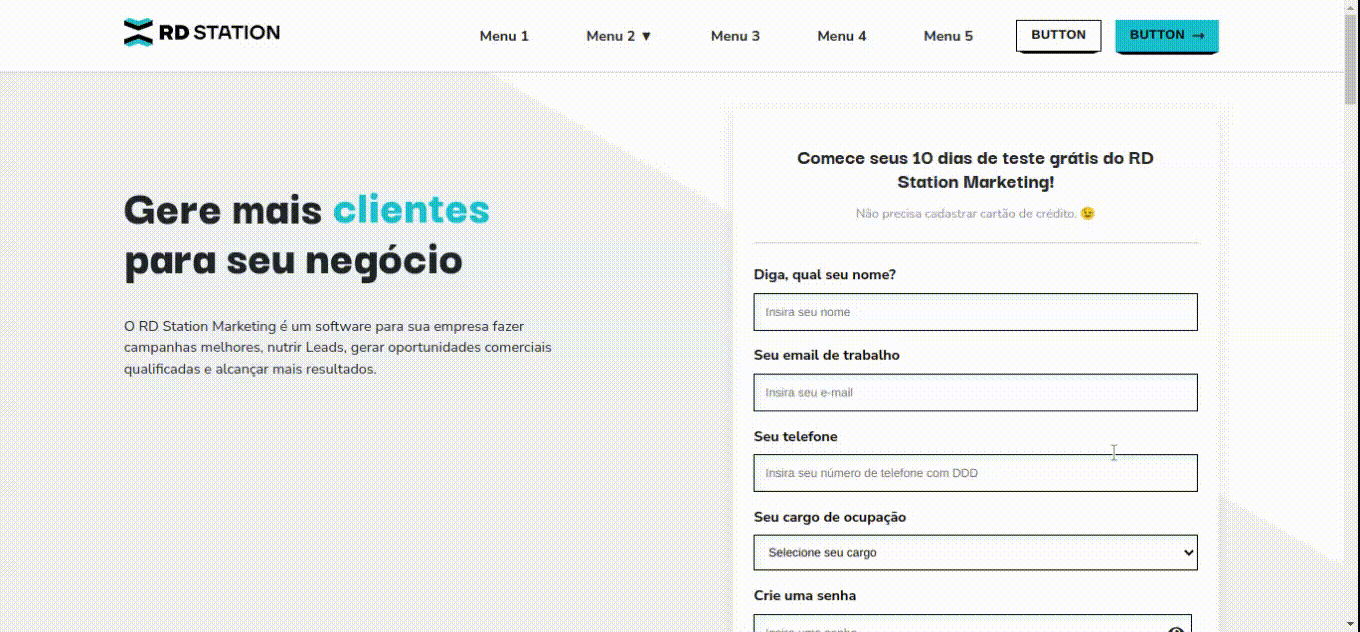 RD STATION
Menu 1
Menu 2 ▼
Menu 3
Menu 4
Menu 5
BUTTON
BUTTON →
Gere mais clientes
para seu negócio
O RD Station Marketing é um software para sua empresa fazer
campanhas melhores, nutrir Leads, gerar oportunidades comerciais
qualificadas e alcançar mais resultados.
Comece seus 10 dias de teste grátis do RD
Station Marketing!
Não precisa cadastrar cartão de crédito. 😉
Diga, qual seu nome?
Insira seu nome
Seu email de trabalho
Insira seu e-mail
Seu telefone
Insira seu número de telefone com DDD
Seu cargo de ocupação
Selecione seu cargo
Crie uma senha
Insira uma senha